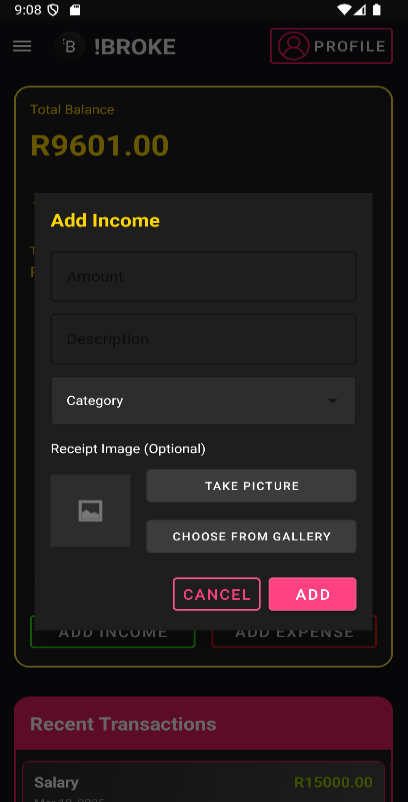 9:08
B !BROKE
PROFILE
Total Balance
R9601.00
T
R
Add Income
Amount
Description
Category
Receipt Image (Optional)
TAKE PICTURE
CHOOSE FROM GALLERY
CANCEL
ADD
ADD INCOME
ADD EXPENSE
Recent Transactions
Salary
R15000.00